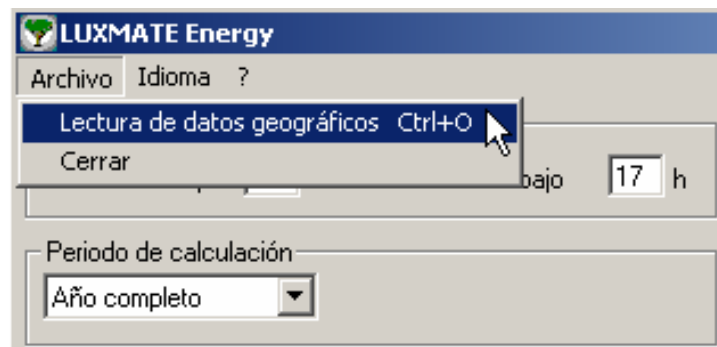 LUXMATE Energy
Archivo Idioma ?
Lectura de datos geográficos Ctrl+O
Cerrar
bajo 17 h
Periodo de calculación
Año completo